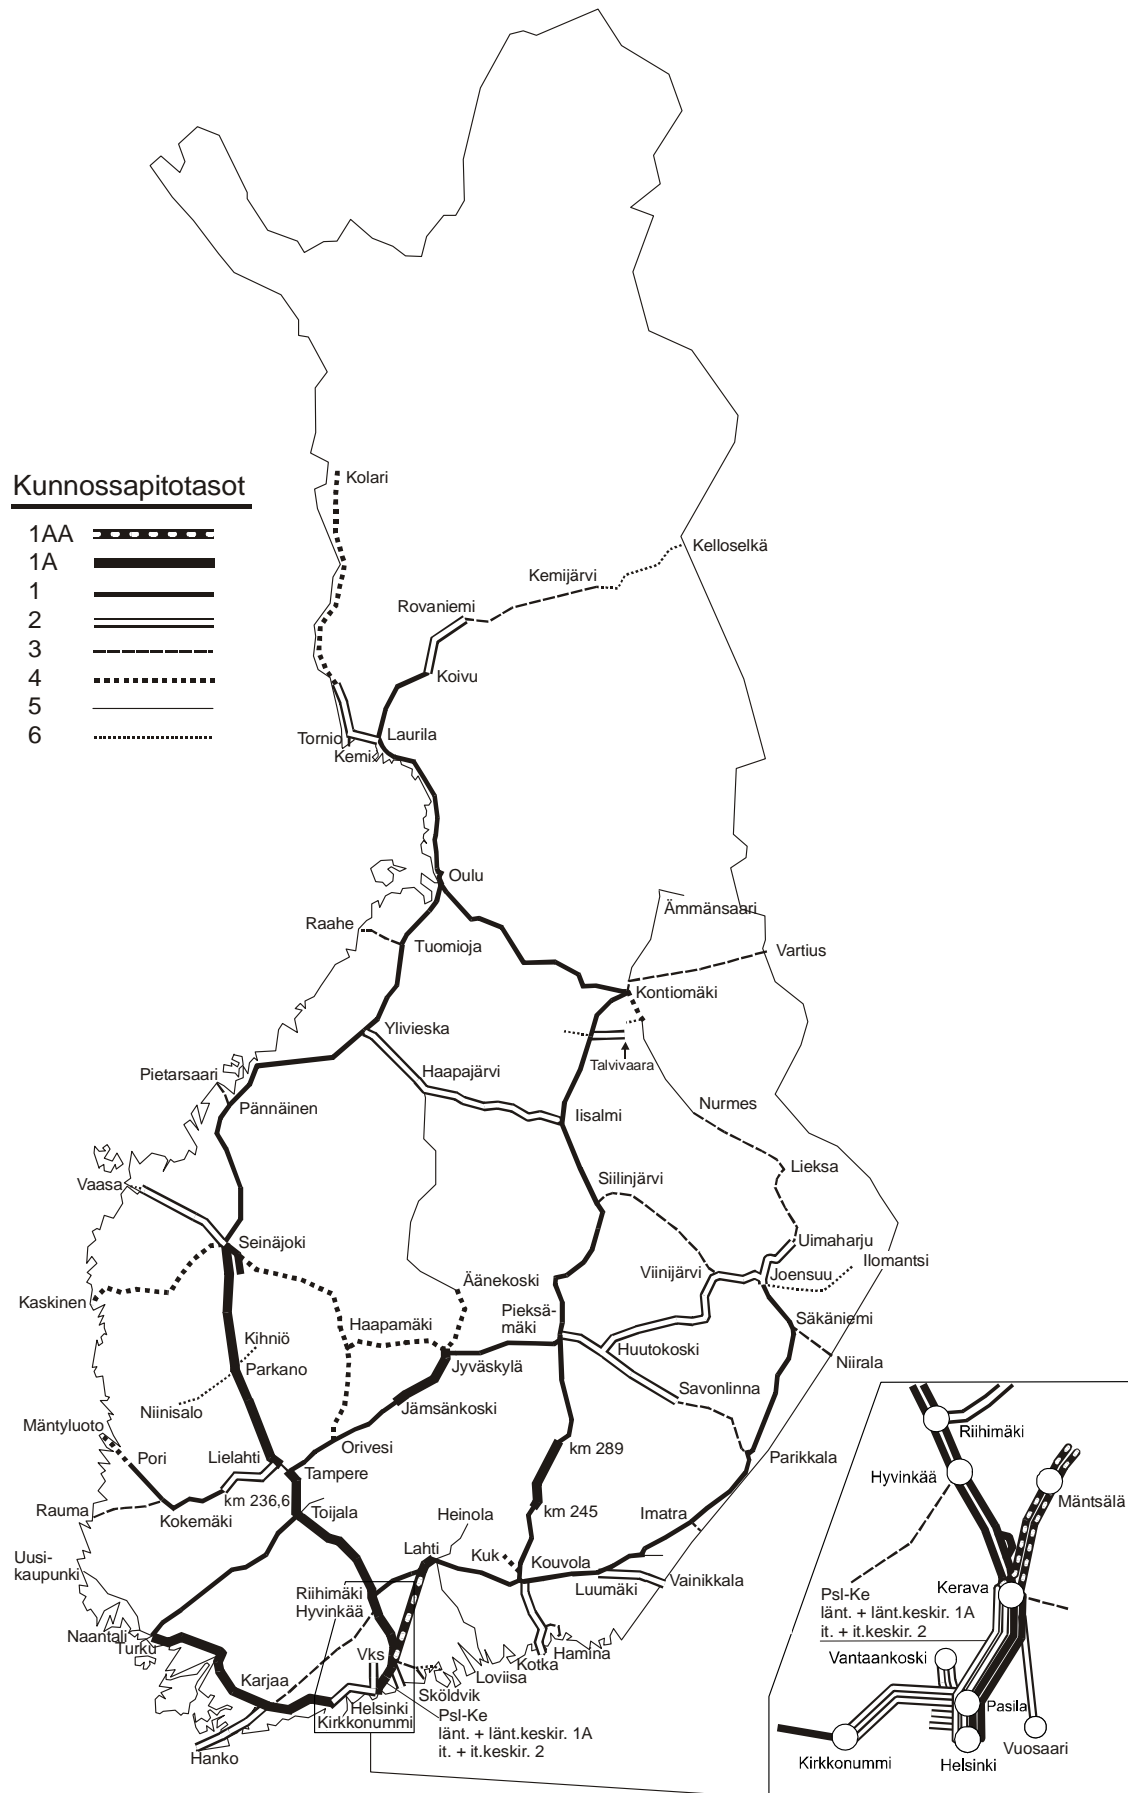 Kunnossapitotasot
1AA
1A
1
2
3
4
5
6
Kolari
Kelloselkä
Kemijärvi
Rovaniemi
Koivu
Laurila
Tornio
Kemi
Oulu
Ämmänsaari
Raahe
Tuomioja
Vartius
Kontiomäki
Ylivieska
Talvivaara
Haapajärvi
Pietarsaari
Pännäinen
Iisalmi
Nurmes
Lieksa
Siilinjärvi
Vaasa
Seinäjoki
Uimaharju
Ilomantsi
Viinijärvi
Joensuu
Äänekoski
Kaskinen
Pieksä-
mäki
Haapamäki
Säkäniemi
Kihniö
Huutokoski
Niirala
Parkano
Jyväskylä
Savonlinna
Niinisalo
Jämsänkoski
Mäntyluoto
Orivesi
km 289
Parikkala
Pori
Lielahti
Tampere
km 236,6
Rauma
Kokemäki
Toijala
Heinola
km 245
Imatra
Lahti
Kuk
Kouvola
Uusi-
kaupunki
Luumäki
Vainikkala
Riihimäki
Hyvinkää
Naantali
Turku
Vks
Kotka
Hamina
Loviisa
Karjaa
Sköldvik
Helsinki
Kirkkonummi
Psl-Ke
länt. + länt.keskir. 1A
it. + it.keskir. 2
Hanko
Riihimäki
Hyvinkää
Mäntsälä
Kerava
Psl-Ke
länt. + länt.keskir. 1A
it. + it.keskir. 2
Vantaankoski
Pasila
Vuosaari
Kirkkonummi
Helsinki